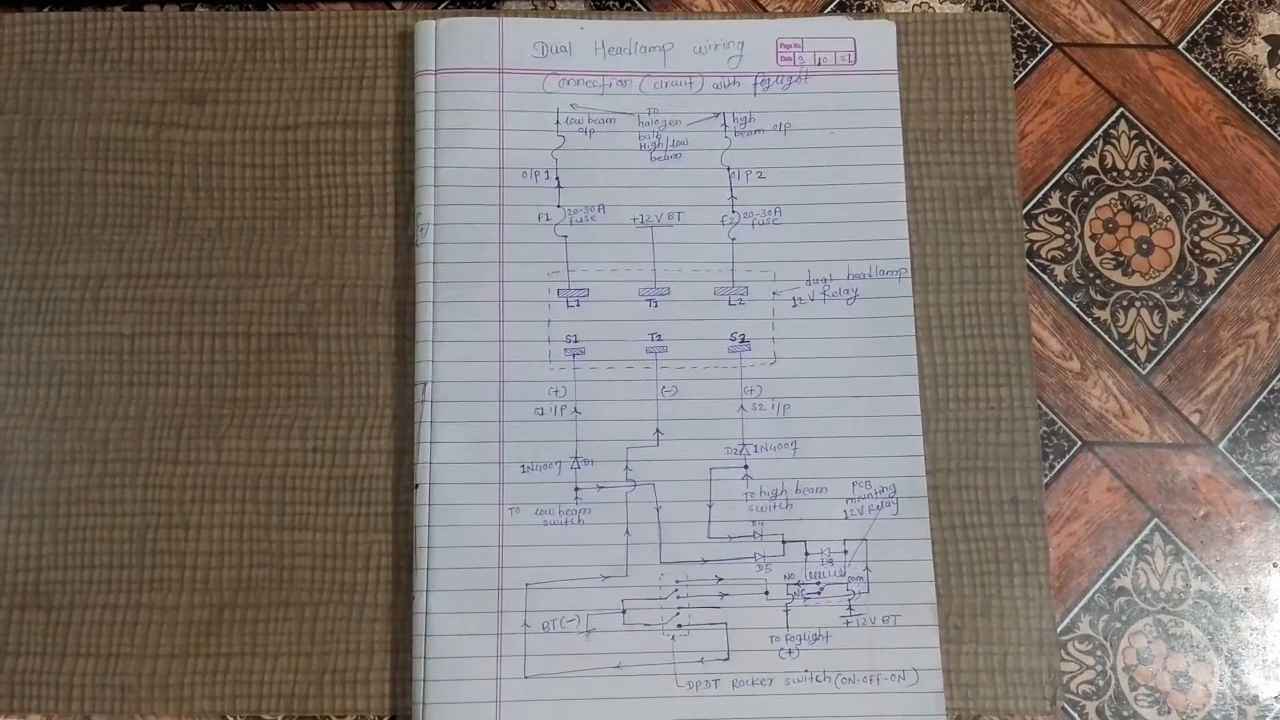 Dual Headlamp wiring
Page No.
Date 9 10 21
Connection (circuit) with foglight
low beam
o/p
TO
halogen
bulb
High/low
beam
high
beam o/p
O/P 1
O/P 2
F1
20-30A
fuse
+12V BT
F2
20-30A
fuse
dual headlamp
12V Relay
L1
T1
L2
S1
T2
S2
(+)
(-)
(+)
S1 i/p
S2 i/p
1N4007
D1
D2
1N4007
TO
low beam
switch
To high beam
switch
PCB
mounting
12V Relay
D4
D5
D3
NO
com
NC
BT(-)
+12V BT
TO Foglight
(+)
DPDT Rocker switch (ON-OFF-ON)